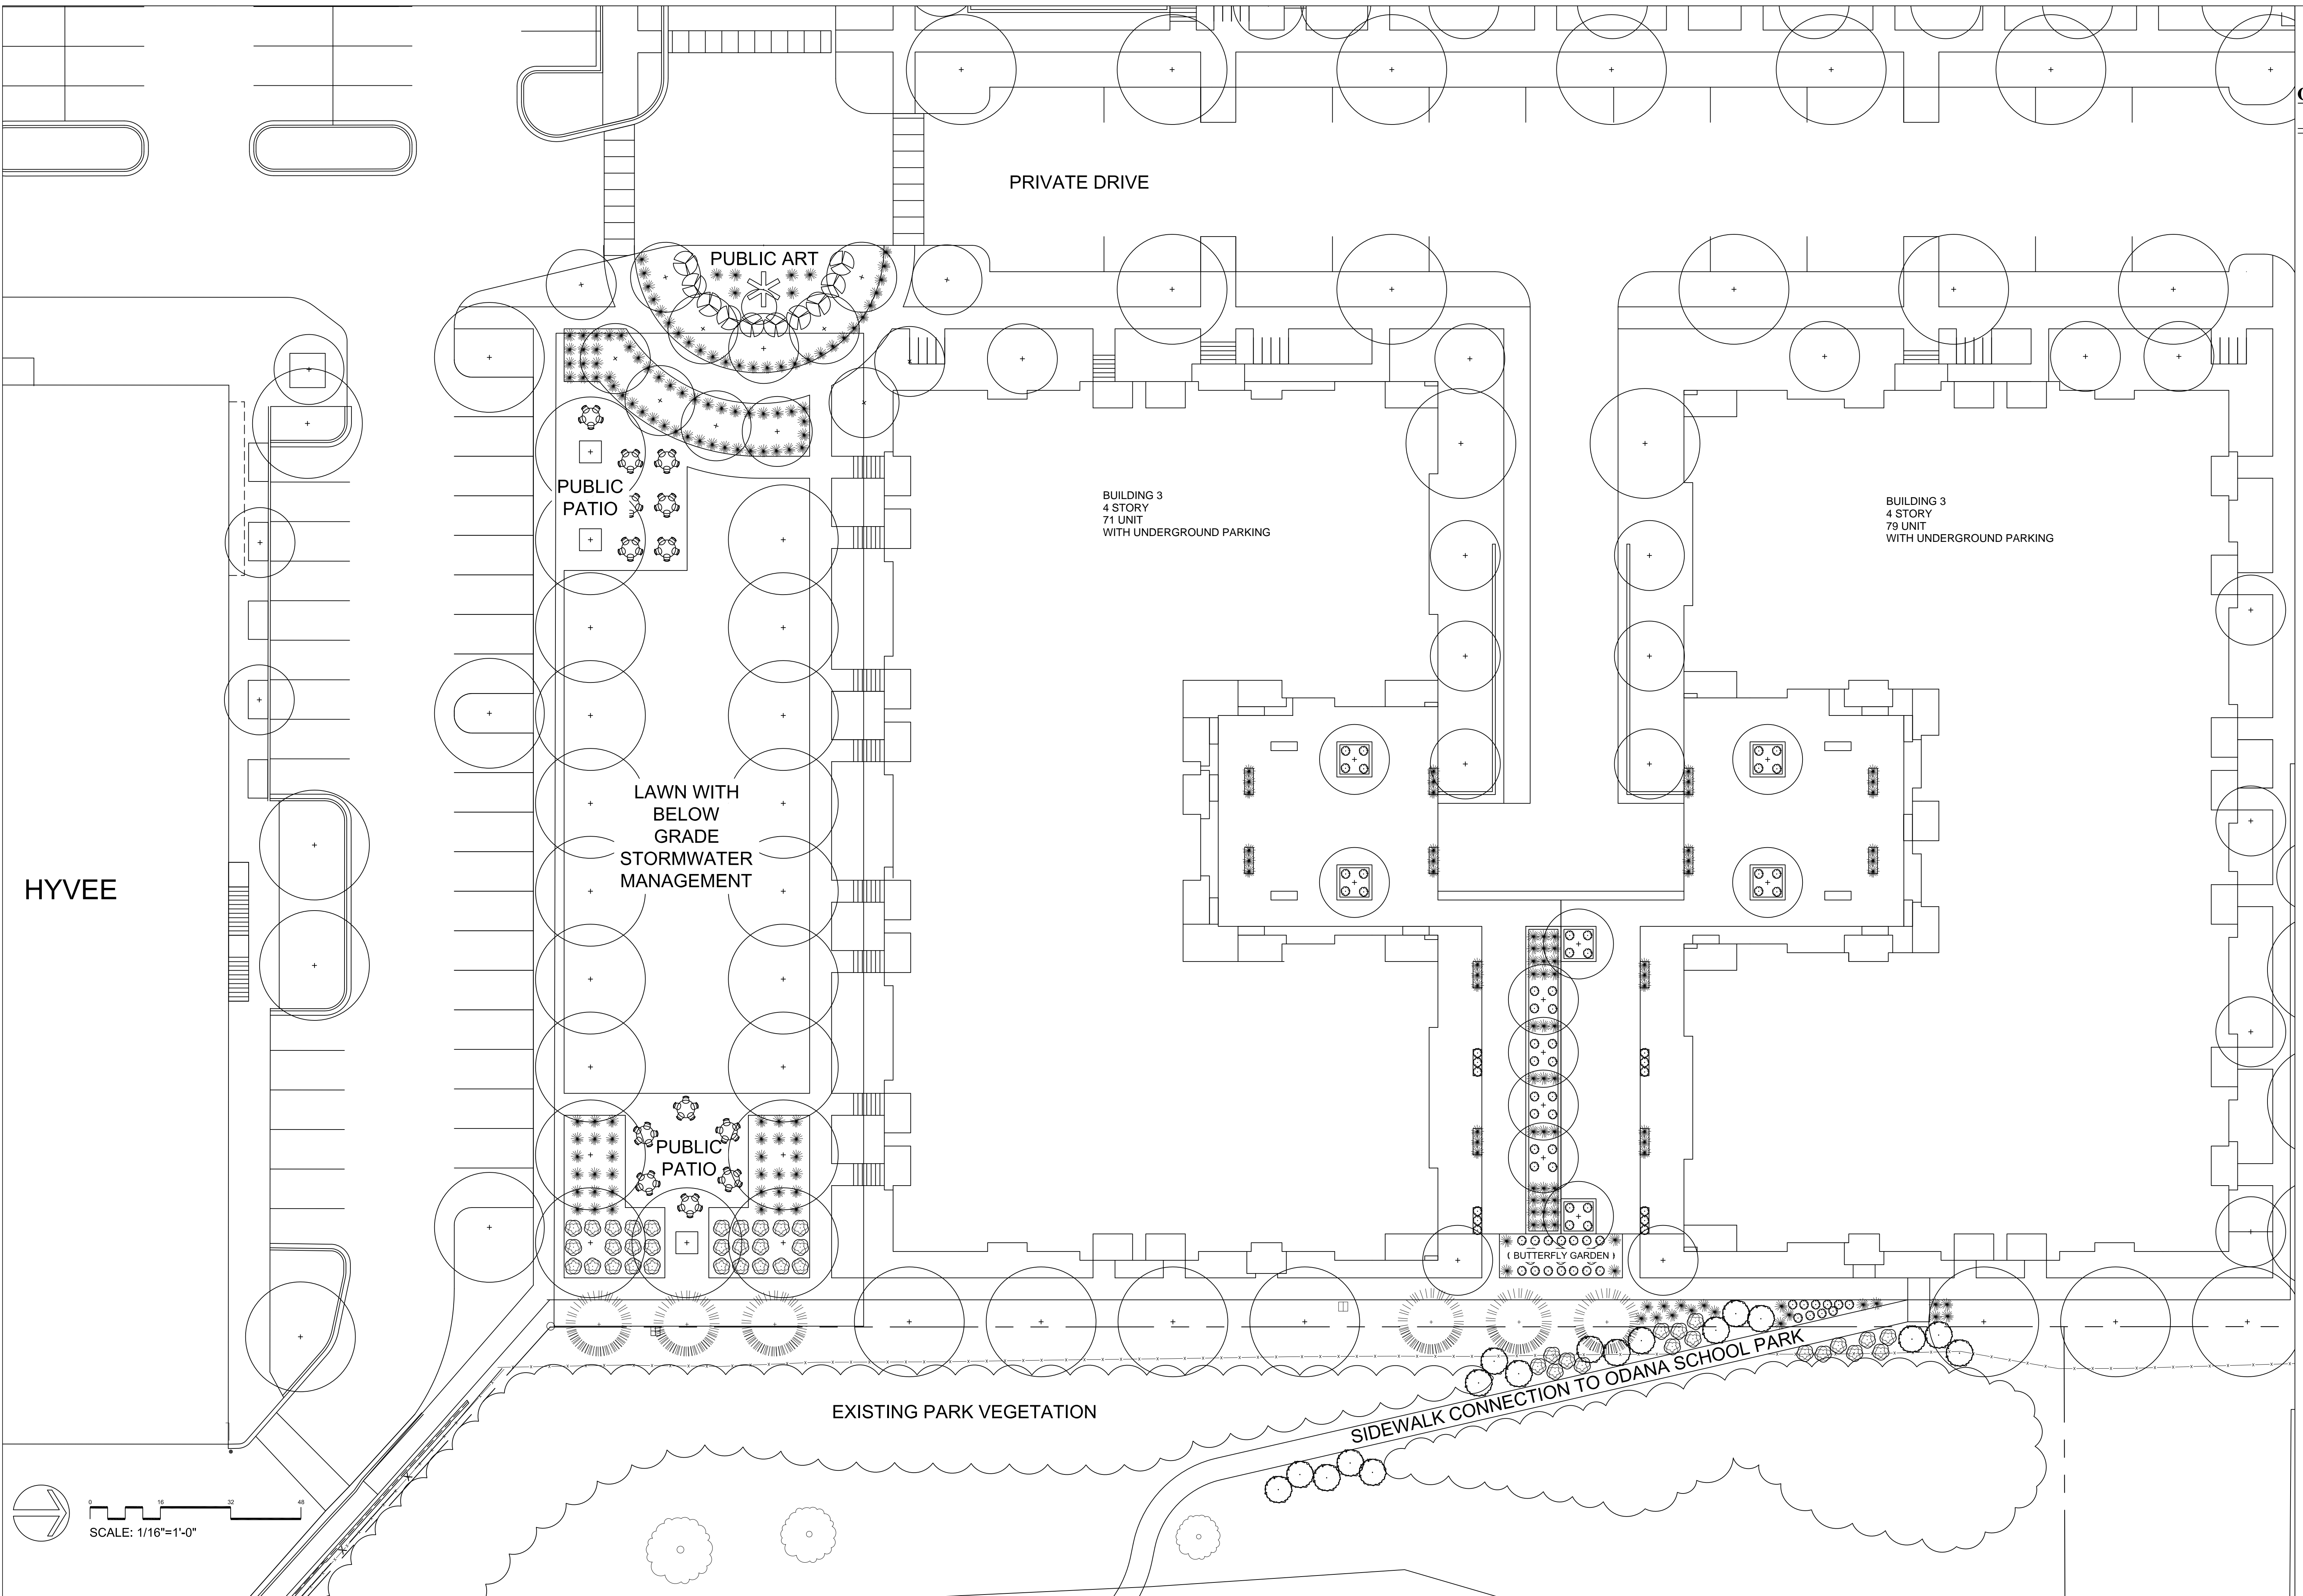 PRIVATE DRIVE
PUBLIC ART
PUBLIC
PATIO
BUILDING 3
4 STORY
71 UNIT
WITH UNDERGROUND PARKING
BUILDING 3
4 STORY
79 UNIT
WITH UNDERGROUND PARKING
LAWN WITH
BELOW
GRADE
STORMWATER
MANAGEMENT
HYVEE
PUBLIC
PATIO
BUTTERFLY GARDEN
SIDEWALK CONNECTION TO ODANA SCHOOL PARK
EXISTING PARK VEGETATION
0 16 32 48
SCALE: 1/16"=1'-0"